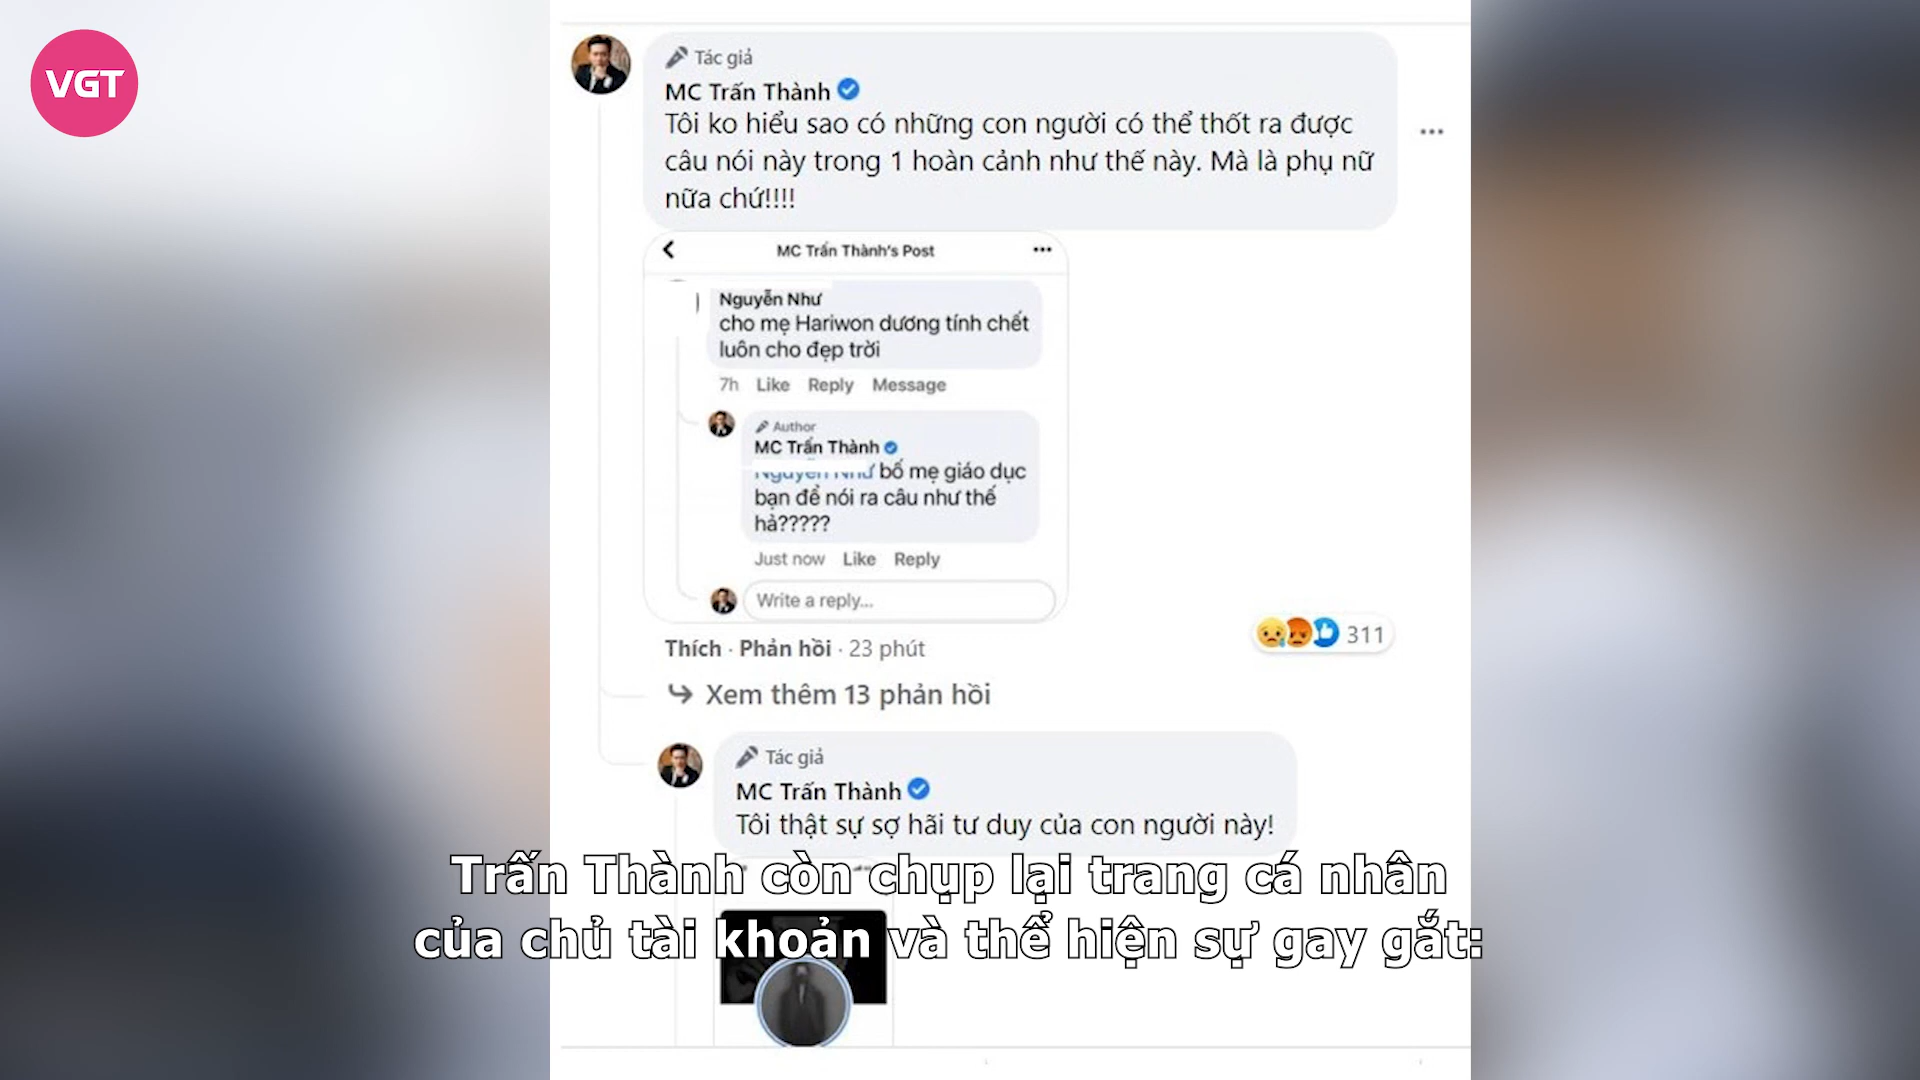 VGT
Tác giả
MC Trấn Thành
Tôi ko hiểu sao có những con người có thể thốt ra được
câu nói này trong 1 hoàn cảnh như thế này. Mà là phụ nữ
nữa chứ!!!!
MC Trấn Thành's Post
Nguyễn Như
cho mẹ Hariwon dương tính chết
luôn cho đẹp trời
7h Like Reply Message
Author
MC Trấn Thành
Nguyễn Như bố mẹ giáo dục
bạn để nói ra câu như thế
hả?????
Just now Like Reply
Write a reply...
311
Thích · Phản hồi · 23 phút
Xem thêm 13 phản hồi
Tác giả
MC Trấn Thành
Tôi thật sự sợ hãi tư duy của con người này!
Trấn Thành còn chụp lại trang cá nhân
của chủ tài khoản và thể hiện sự gay gắt: